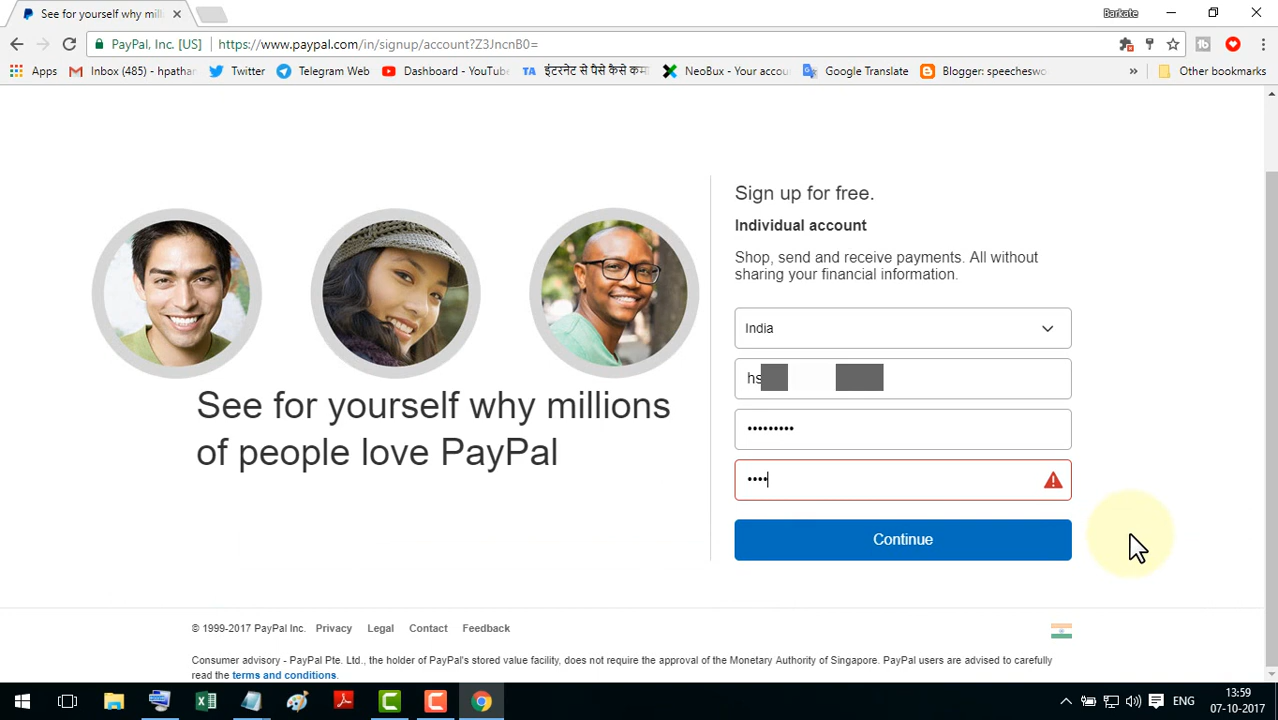 See for yourself why milli
Barkate
PayPal, Inc. [US]
https://www.paypal.com/in/signup/account?Z3JncnB0=
Apps
Inbox (485) - hpathan
Twitter
Telegram Web
Dashboard - YouTube
TA
इंटरनेट से पैसे कैसे कमा
NeoBux - Your accou
Google Translate
Blogger: speeches
»
Other bookmarks
Sign up for free.
Individual account
Shop, send and receive payments. All without
sharing your financial information.
India
hs
•••••••••
••••
Continue
See for yourself why millions
of people love PayPal
© 1999-2017 PayPal Inc. Privacy Legal Contact Feedback
Consumer advisory - PayPal Pte. Ltd., the holder of PayPal's stored value facility, does not require the approval of the Monetary Authority of Singapore. PayPal users are advised to carefully
read the terms and conditions.
ENG
13:59
07-10-2017